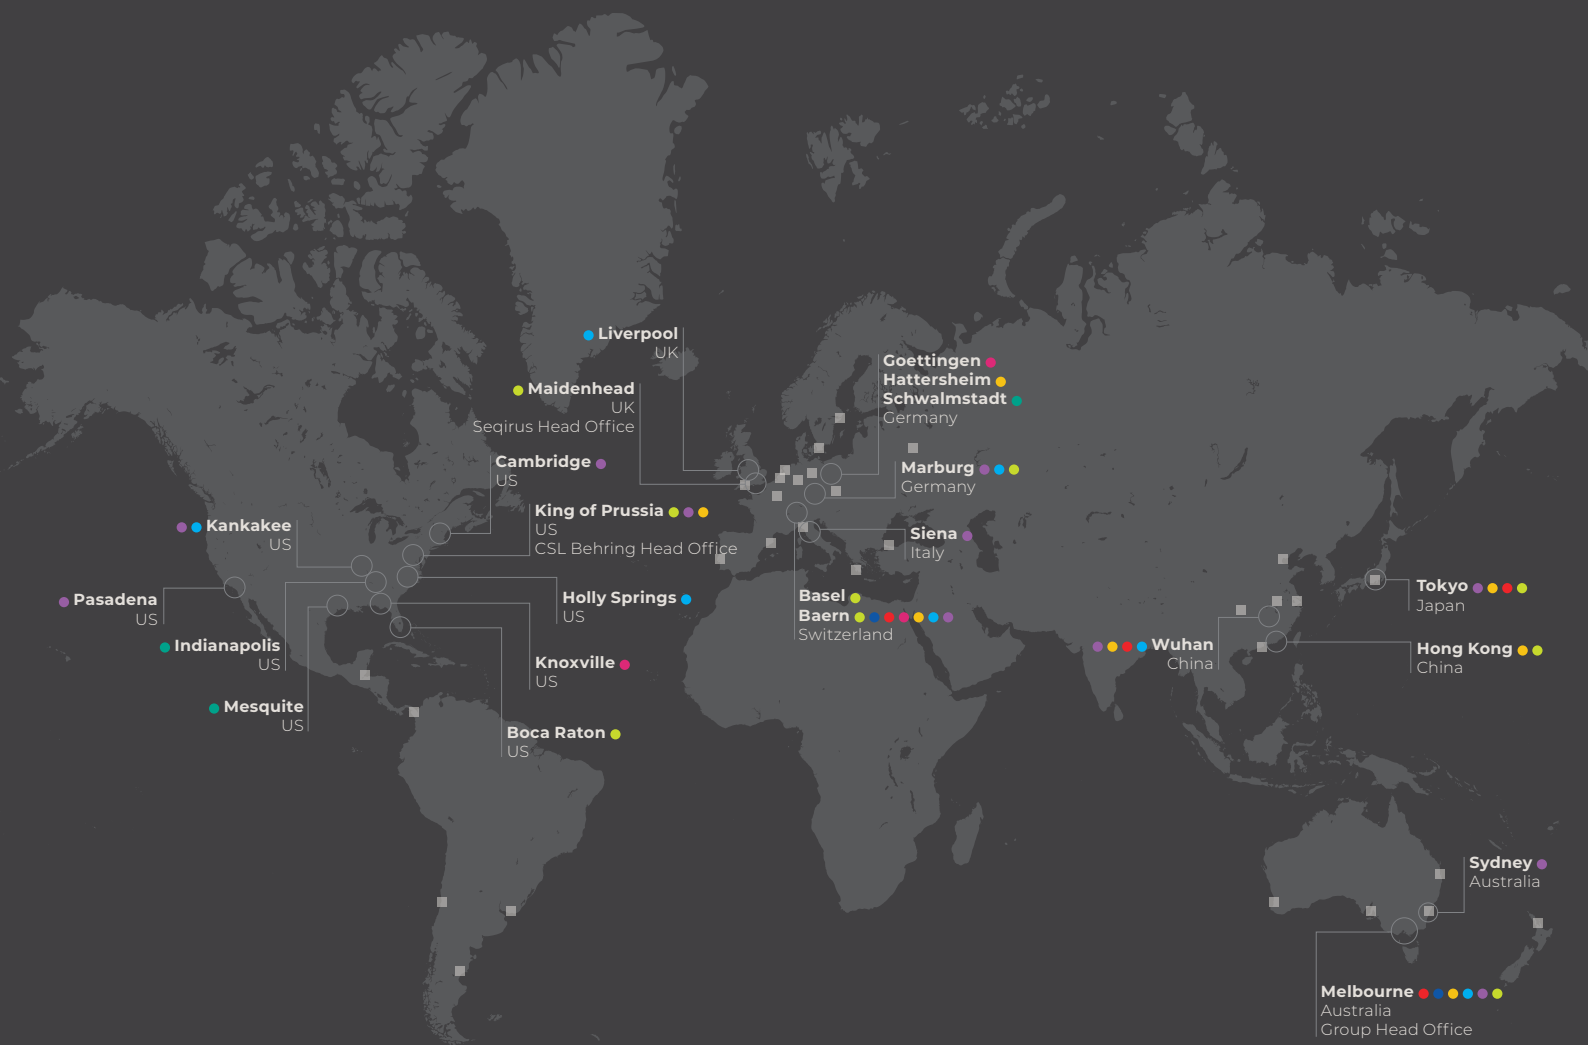 Liverpool
UK
Maidenhead
UK
Seqirus Head Office
Goettingen
Hattersheim
Schwalmstadt
Germany
Cambridge
US
Marburg
Germany
King of Prussia
US
CSL Behring Head Office
Kankakee
US
Siena
Italy
Pasadena
US
Holly Springs
US
Basel
Baern
Switzerland
Tokyo
Japan
Indianapolis
US
Knoxville
US
Wuhan
China
Hong Kong
China
Mesquite
US
Boca Raton
US
Sydney
Australia
Melbourne
Australia
Group Head Office